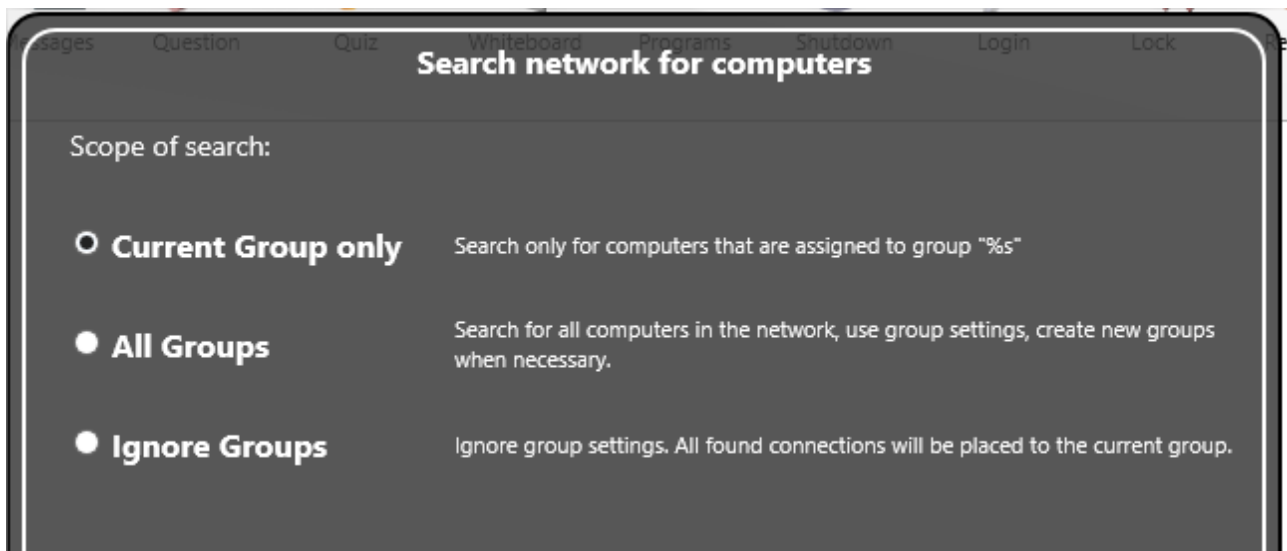 essages Question Quiz Whiteboard Programs Shutdown Login Lock Re
Search network for computers
Scope of search:
Current Group only
Search only for computers that are assigned to group "%s"
All Groups
Search for all computers in the network, use group settings, create new groups
when necessary.
Ignore Groups
Ignore group settings. All found connections will be placed to the current group.